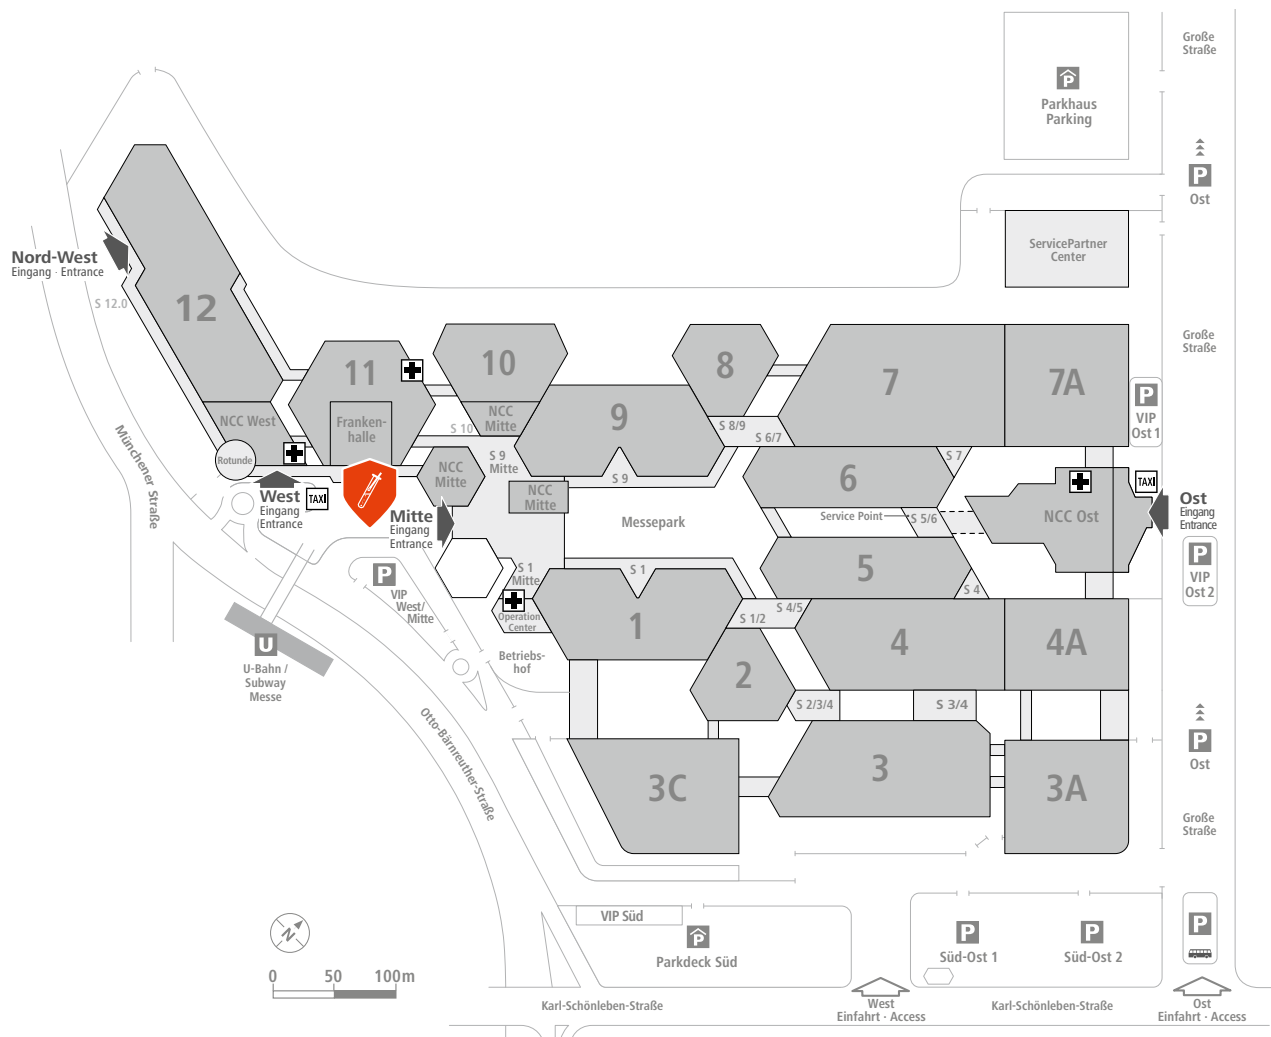 Große
Straße
Parkhaus
Parking
P
P
Ost
ServicePartner
Center
Nord-West
Eingang · Entrance
S 12.0
12
11
10
8
7
7A
Große
Straße
P
VIP
Ost 1
NCC West
Franken-
halle
NCC
Mitte
S 10
9
S 8/9
S 6/7
Rotunde
NCC
Mitte
S 9
Mitte
S 9
6
S 7
NCC
Mitte
Münchener Straße
West
Eingang
Entrance
TAXI
Mitte
Eingang
Entrance
Messepark
Service Point
S 5/6
NCC Ost
TAXI
Ost
Eingang
Entrance
P
VIP
Ost 2
P
VIP
West/
Mitte
S 1
Mitte
S 1
5
S 4
Operation
Center
1
S 1/2
S 4/5
4
4A
U
U-Bahn /
Subway
Messe
Betriebs-
hof
2
S 2/3/4
S 3/4
Otto-Bärnreuther-Straße
P
Ost
3C
3
3A
Große
Straße
VIP Süd
P
Parkdeck Süd
P
Süd-Ost 1
P
Süd-Ost 2
P
N
0 50 100m
Karl-Schönleben-Straße
West
Einfahrt · Access
Karl-Schönleben-Straße
Ost
Einfahrt · Access